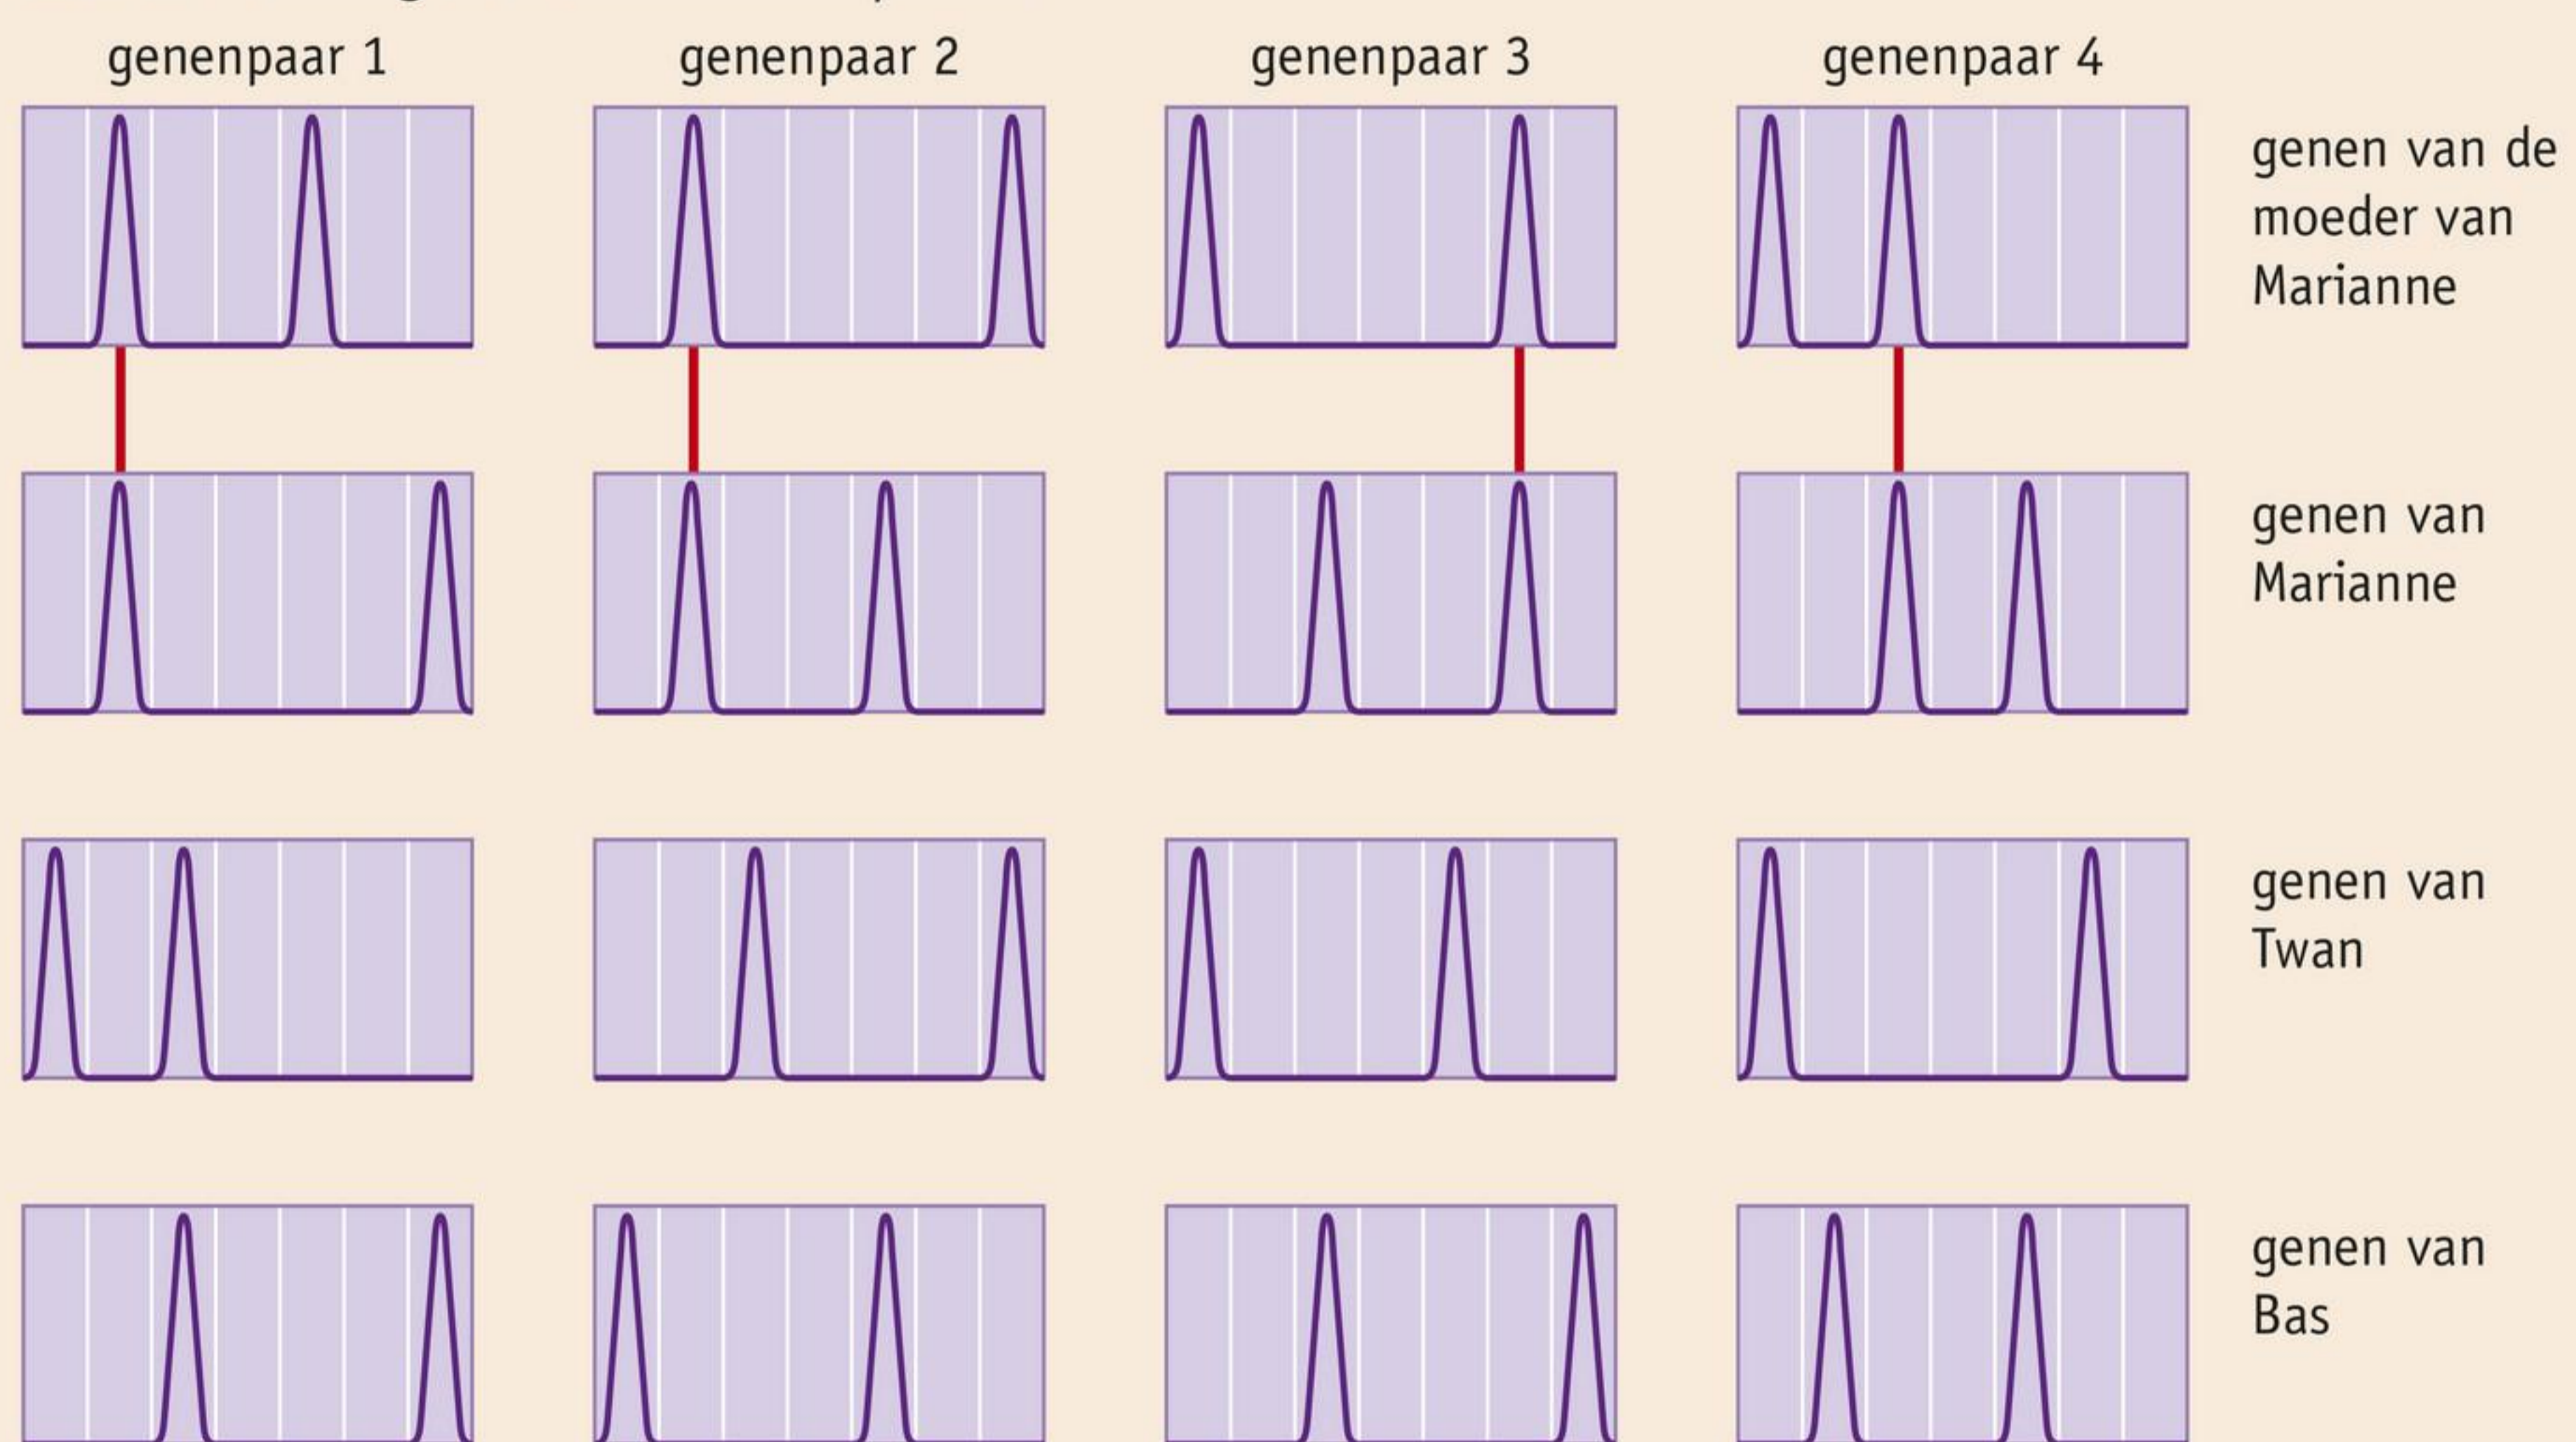 genenpaar 1
genenpaar 2
genenpaar 3
genenpaar 4
genen van de
moeder van
Marianne
genen van
Marianne
genen van
Twan
genen van
Bas